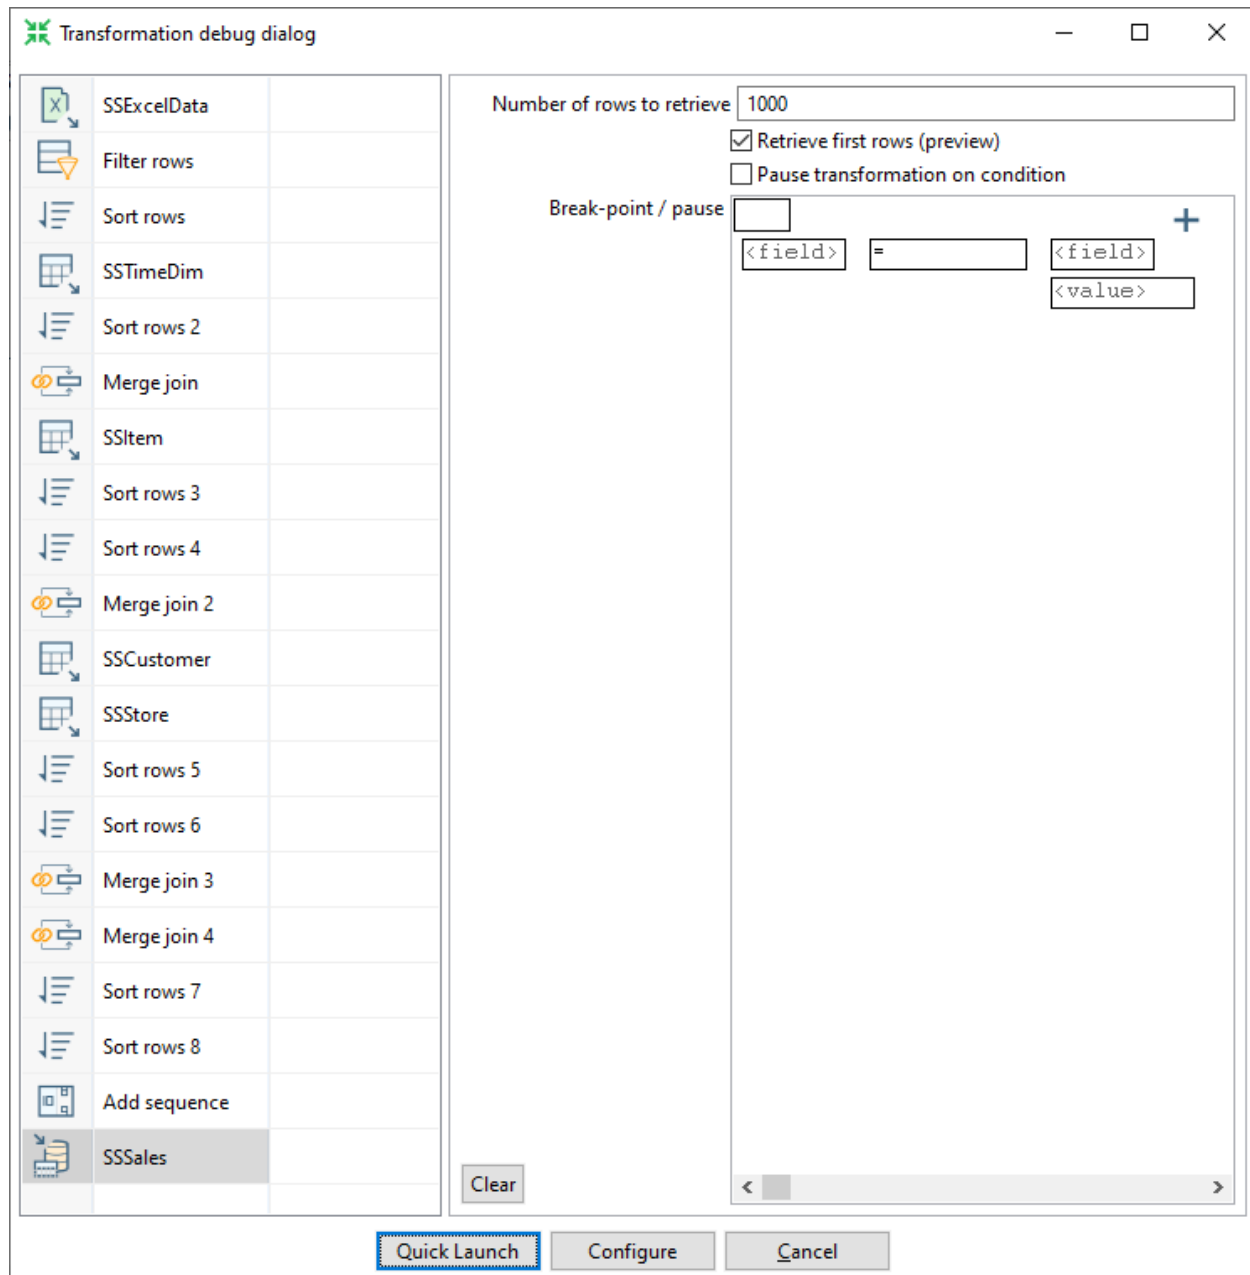 Transformation debug dialog
SSExcelData
Filter rows
Sort rows
SSTimeDim
Sort rows 2
Merge join
SSItem
Sort rows 3
Sort rows 4
Merge join 2
SSCustomer
SSStore
Sort rows 5
Sort rows 6
Merge join 3
Merge join 4
Sort rows 7
Sort rows 8
Add sequence
SSSales
Number of rows to retrieve 1000
Retrieve first rows (preview)
Pause transformation on condition
Break-point / pause
<field> = <field>
<value>
Clear
Quick Launch Configure Cancel